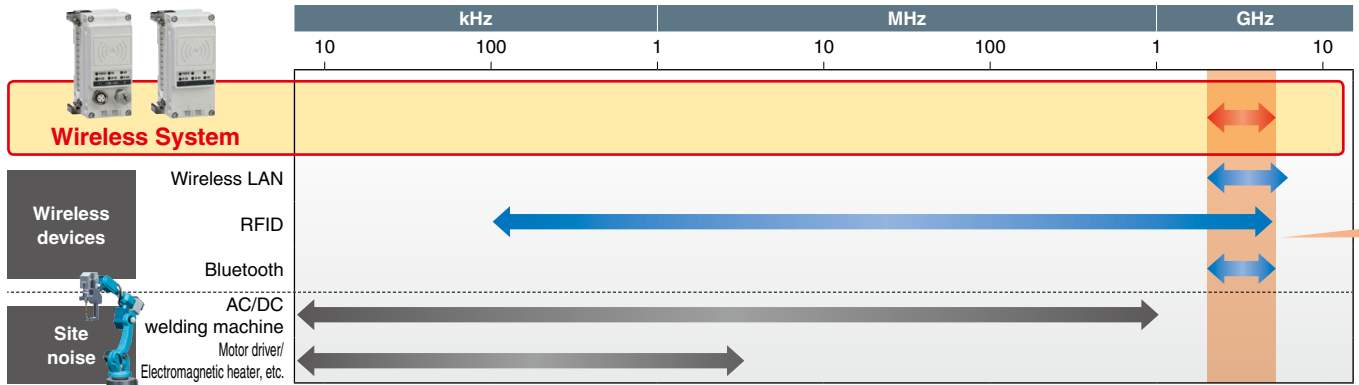 kHz MHz GHz
10 100 1 10 100 1 10
Wireless System
Wireless LAN
Wireless
devices
RFID
Bluetooth
AC/DC
welding machine
Site
noise
Motor driver/
Electromagnetic heater, etc.